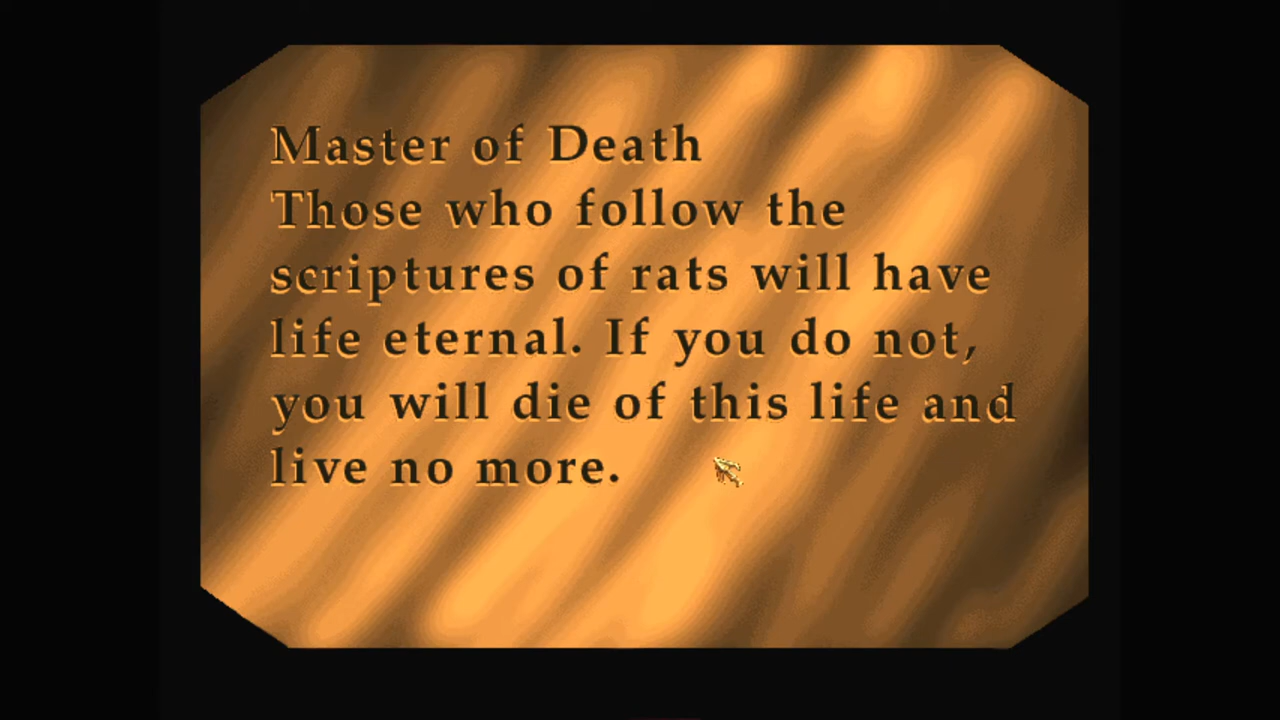 Master of Death
Those who follow the
scriptures of rats will have
life eternal. If you do not,
you will die of this life and
live no more.